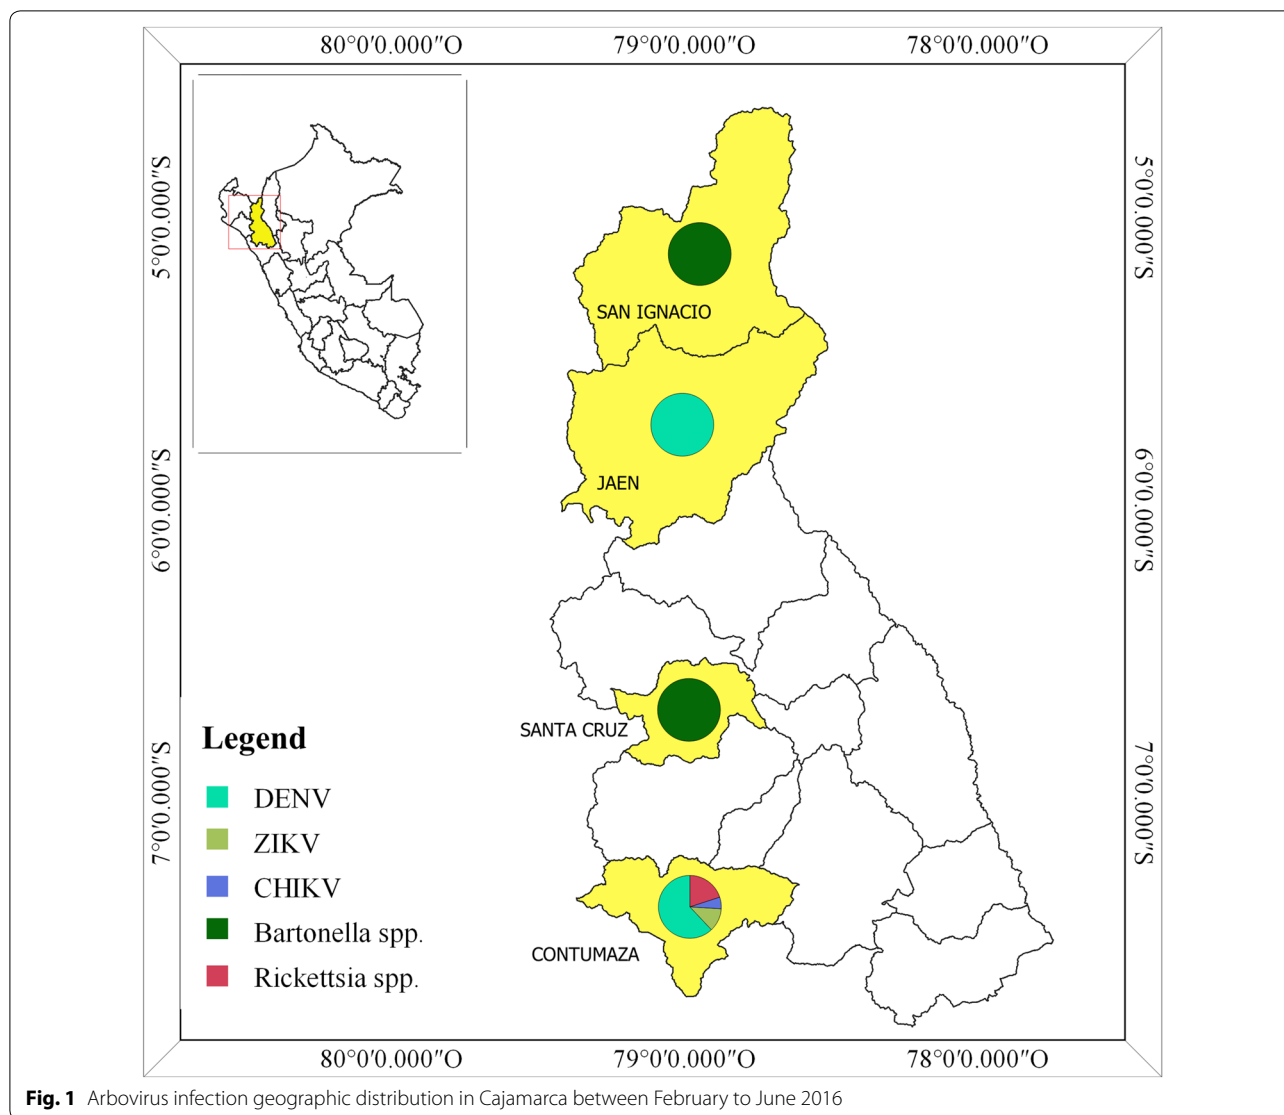 80°0'0.000"O 79°0'0.000"O 78°0'0.000"O
5°0'0.000"S
5°0'0.000"S
SAN IGNACIO
JAEN
6°0'0.000"S
6°0'0.000"S
SANTA CRUZ
7°0'0.000"S
7°0'0.000"S
Legend
DENV
ZIKV
CHIKV
Bartonella spp.
Rickettsia spp.
CONTUMAZA
80°0'0.000"O 79°0'0.000"O 78°0'0.000"O
Fig. 1 Arbovirus infection geographic distribution in Cajamarca between February to June 2016